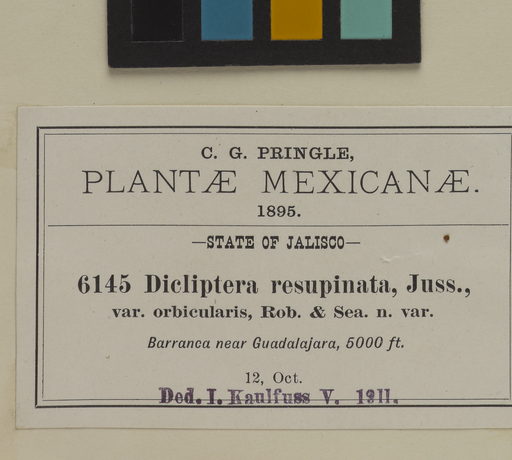 C. G. PRINGLE,
PLANTÆ MEXICANÆ.
1895.
—STATE OF JALISCO—
6145 Dicliptera resupinata, Juss.,
var. orbicularis, Rob. & Sea. n. var.
Barranca near Guadalajara, 5000 ft.
12, Oct.
Ded. I. Kaulfuss V. 1911.